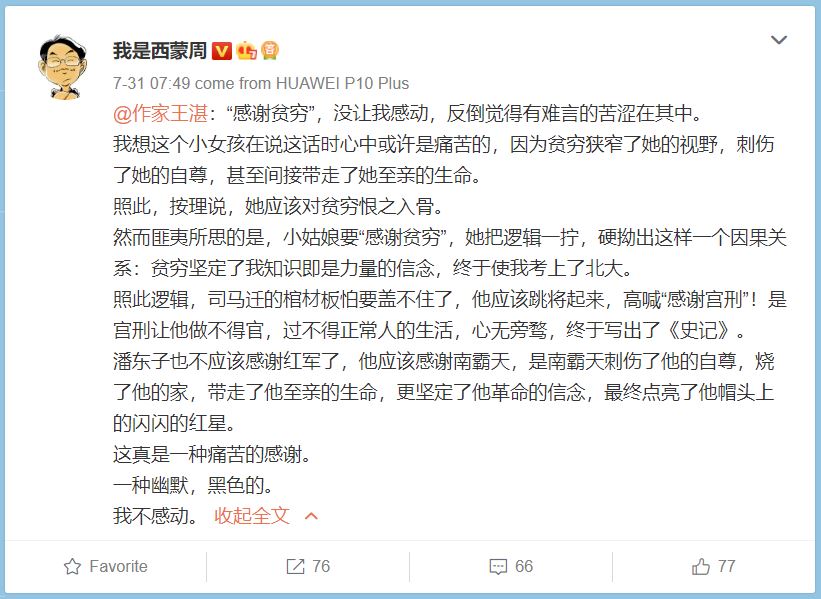 我是西蒙周
7-31 07:49 come from HUAWEI P10 Plus
@作家王湛：“感谢贫穷”，没让我感动，反倒觉得有难言的苦涩在其中。
我想这个小女孩在说这话时心中或许是痛苦的，因为贫穷狭窄了她的视野，刺伤
了她的自尊，甚至间接带走了她至亲的生命。
照此，按理说，她应该对贫穷恨之入骨。
然而匪夷所思的是，小姑娘要“感谢贫穷”，她把逻辑一拧，硬拗出这样一个因果关
系：贫穷坚定了我知识即是力量的信念，终于使我考上了北大。
照此逻辑，司马迁的棺材板怕要盖不住了，他应该跳将起来，高喊“感谢宫刑”！是
宫刑让他做不得官，过不得正常人的生活，心无旁骛，终于写出了《史记》。
潘东子也不应该感谢红军了，他应该感谢南霸天，是南霸天刺伤了他的自尊，烧
了他的家，带走了他至亲的生命，更坚定了他革命的信念，最终点亮了他帽头上
的闪闪的红星。
这真是一种痛苦的感谢。
一种幽默，黑色的。
我不感动。 收起全文
Favorite 76 66 77